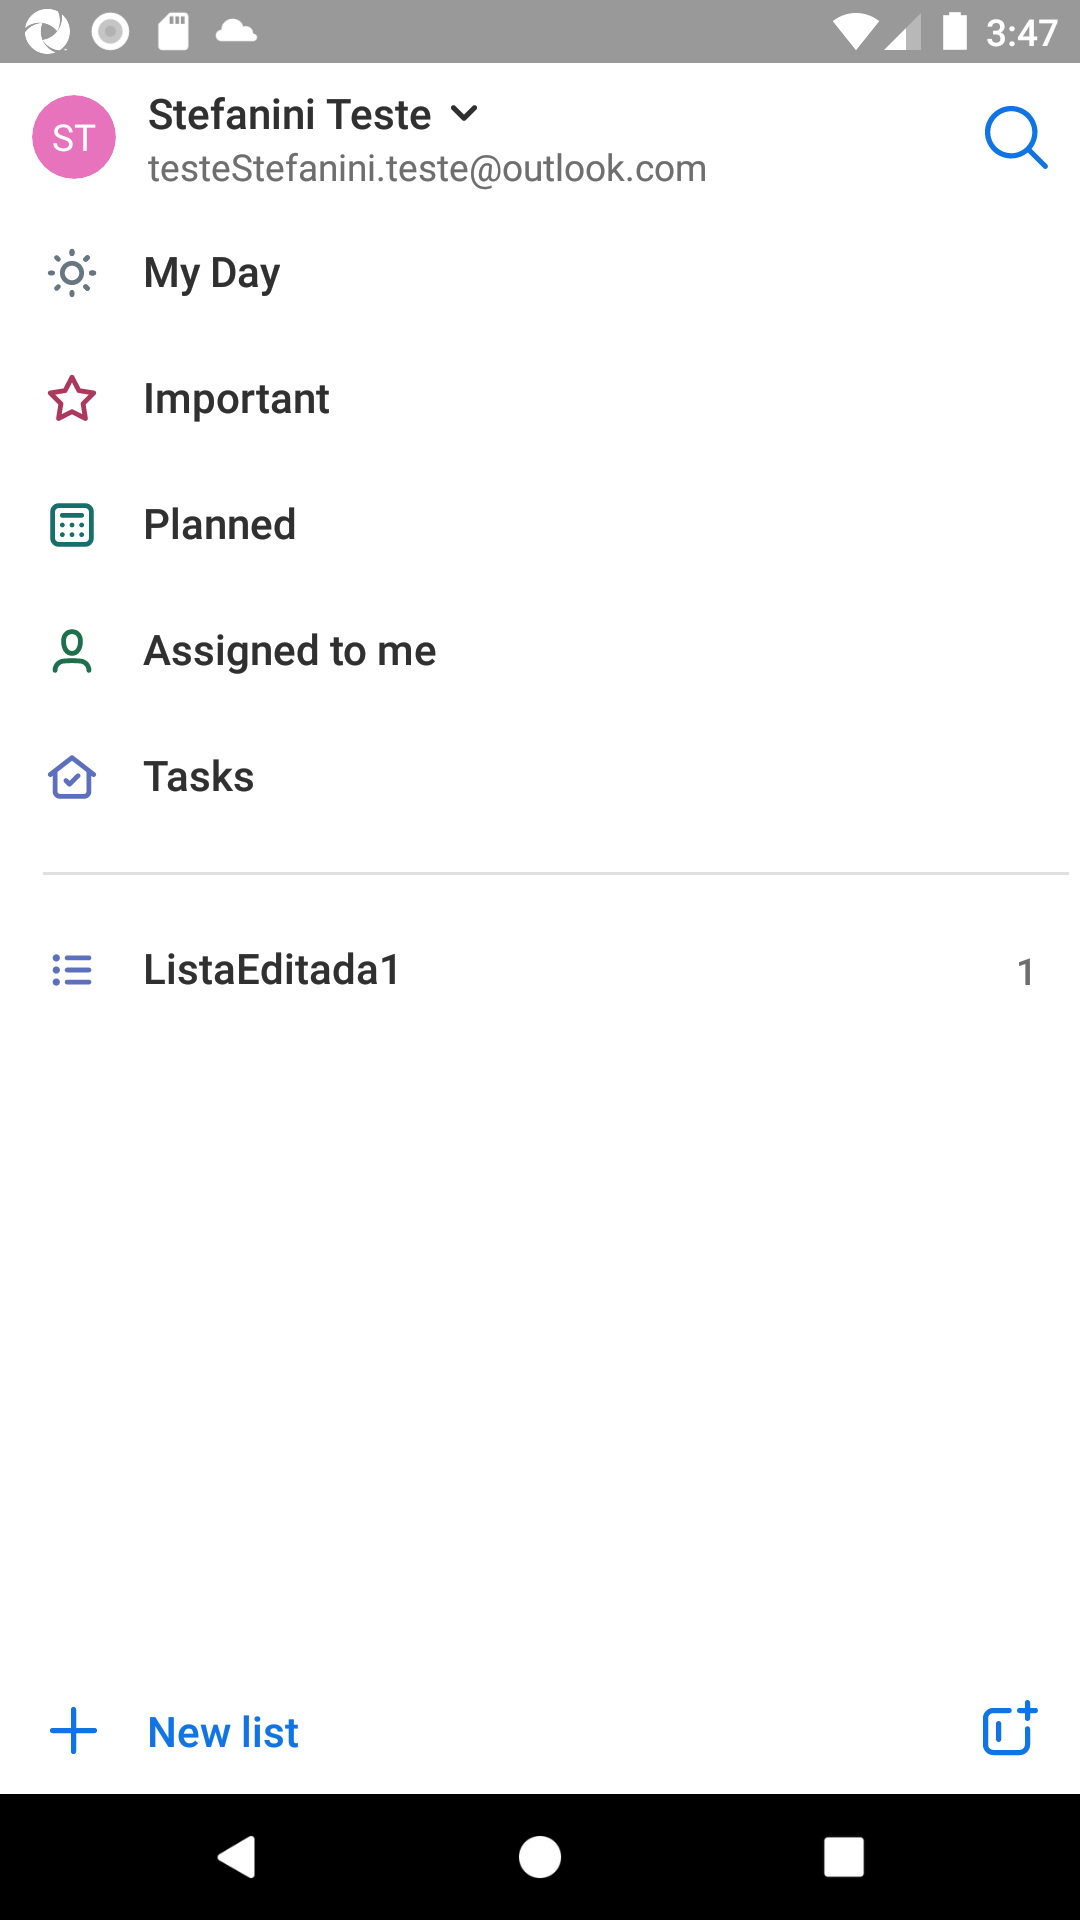 3:47
ST
Stefanini Teste
testeStefanini.teste@outlook.com
My Day
Important
Planned
Assigned to me
Tasks
ListaEditada1 1
New list